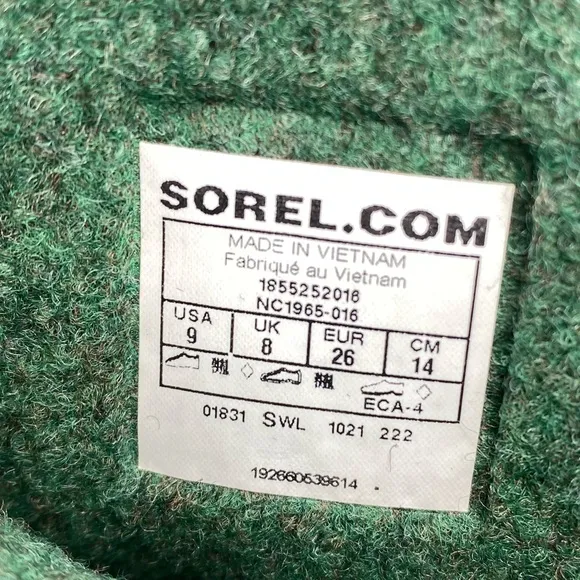 SOREL.COM
MADE IN VIETNAM
Fabriqué au Vietnam
1855252016
NC1965-016
USA UK EUR CM
9 8 26 14
ECA-4
01831 SWL 1021 222
192660539614